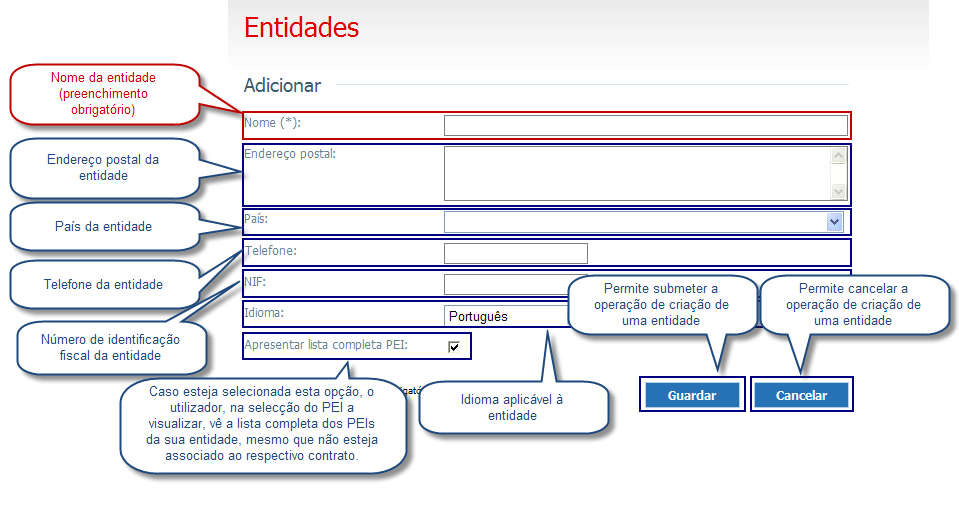 Entidades
Adicionar
Nome da entidade
(preenchimento
obrigatório)
Nome (*):
Endereço postal da
entidade
Endereço postal:
País da entidade
País:
Telefone da entidade
Telefone:
Número de identificação
fiscal da entidade
NIF:
Idioma:
Português
Permite submeter a
operação de criação de
uma entidade
Permite cancelar a
operação de criação de
uma entidade
Apresentar lista completa PEI:
Caso esteja selecionada esta opção, o
utilizador, na selecção do PEI a
visualizar, vê a lista completa dos PEIs
da sua entidade, mesmo que não esteja
associado ao respectivo contrato.
Idioma aplicável à
entidade
Guardar
Cancelar